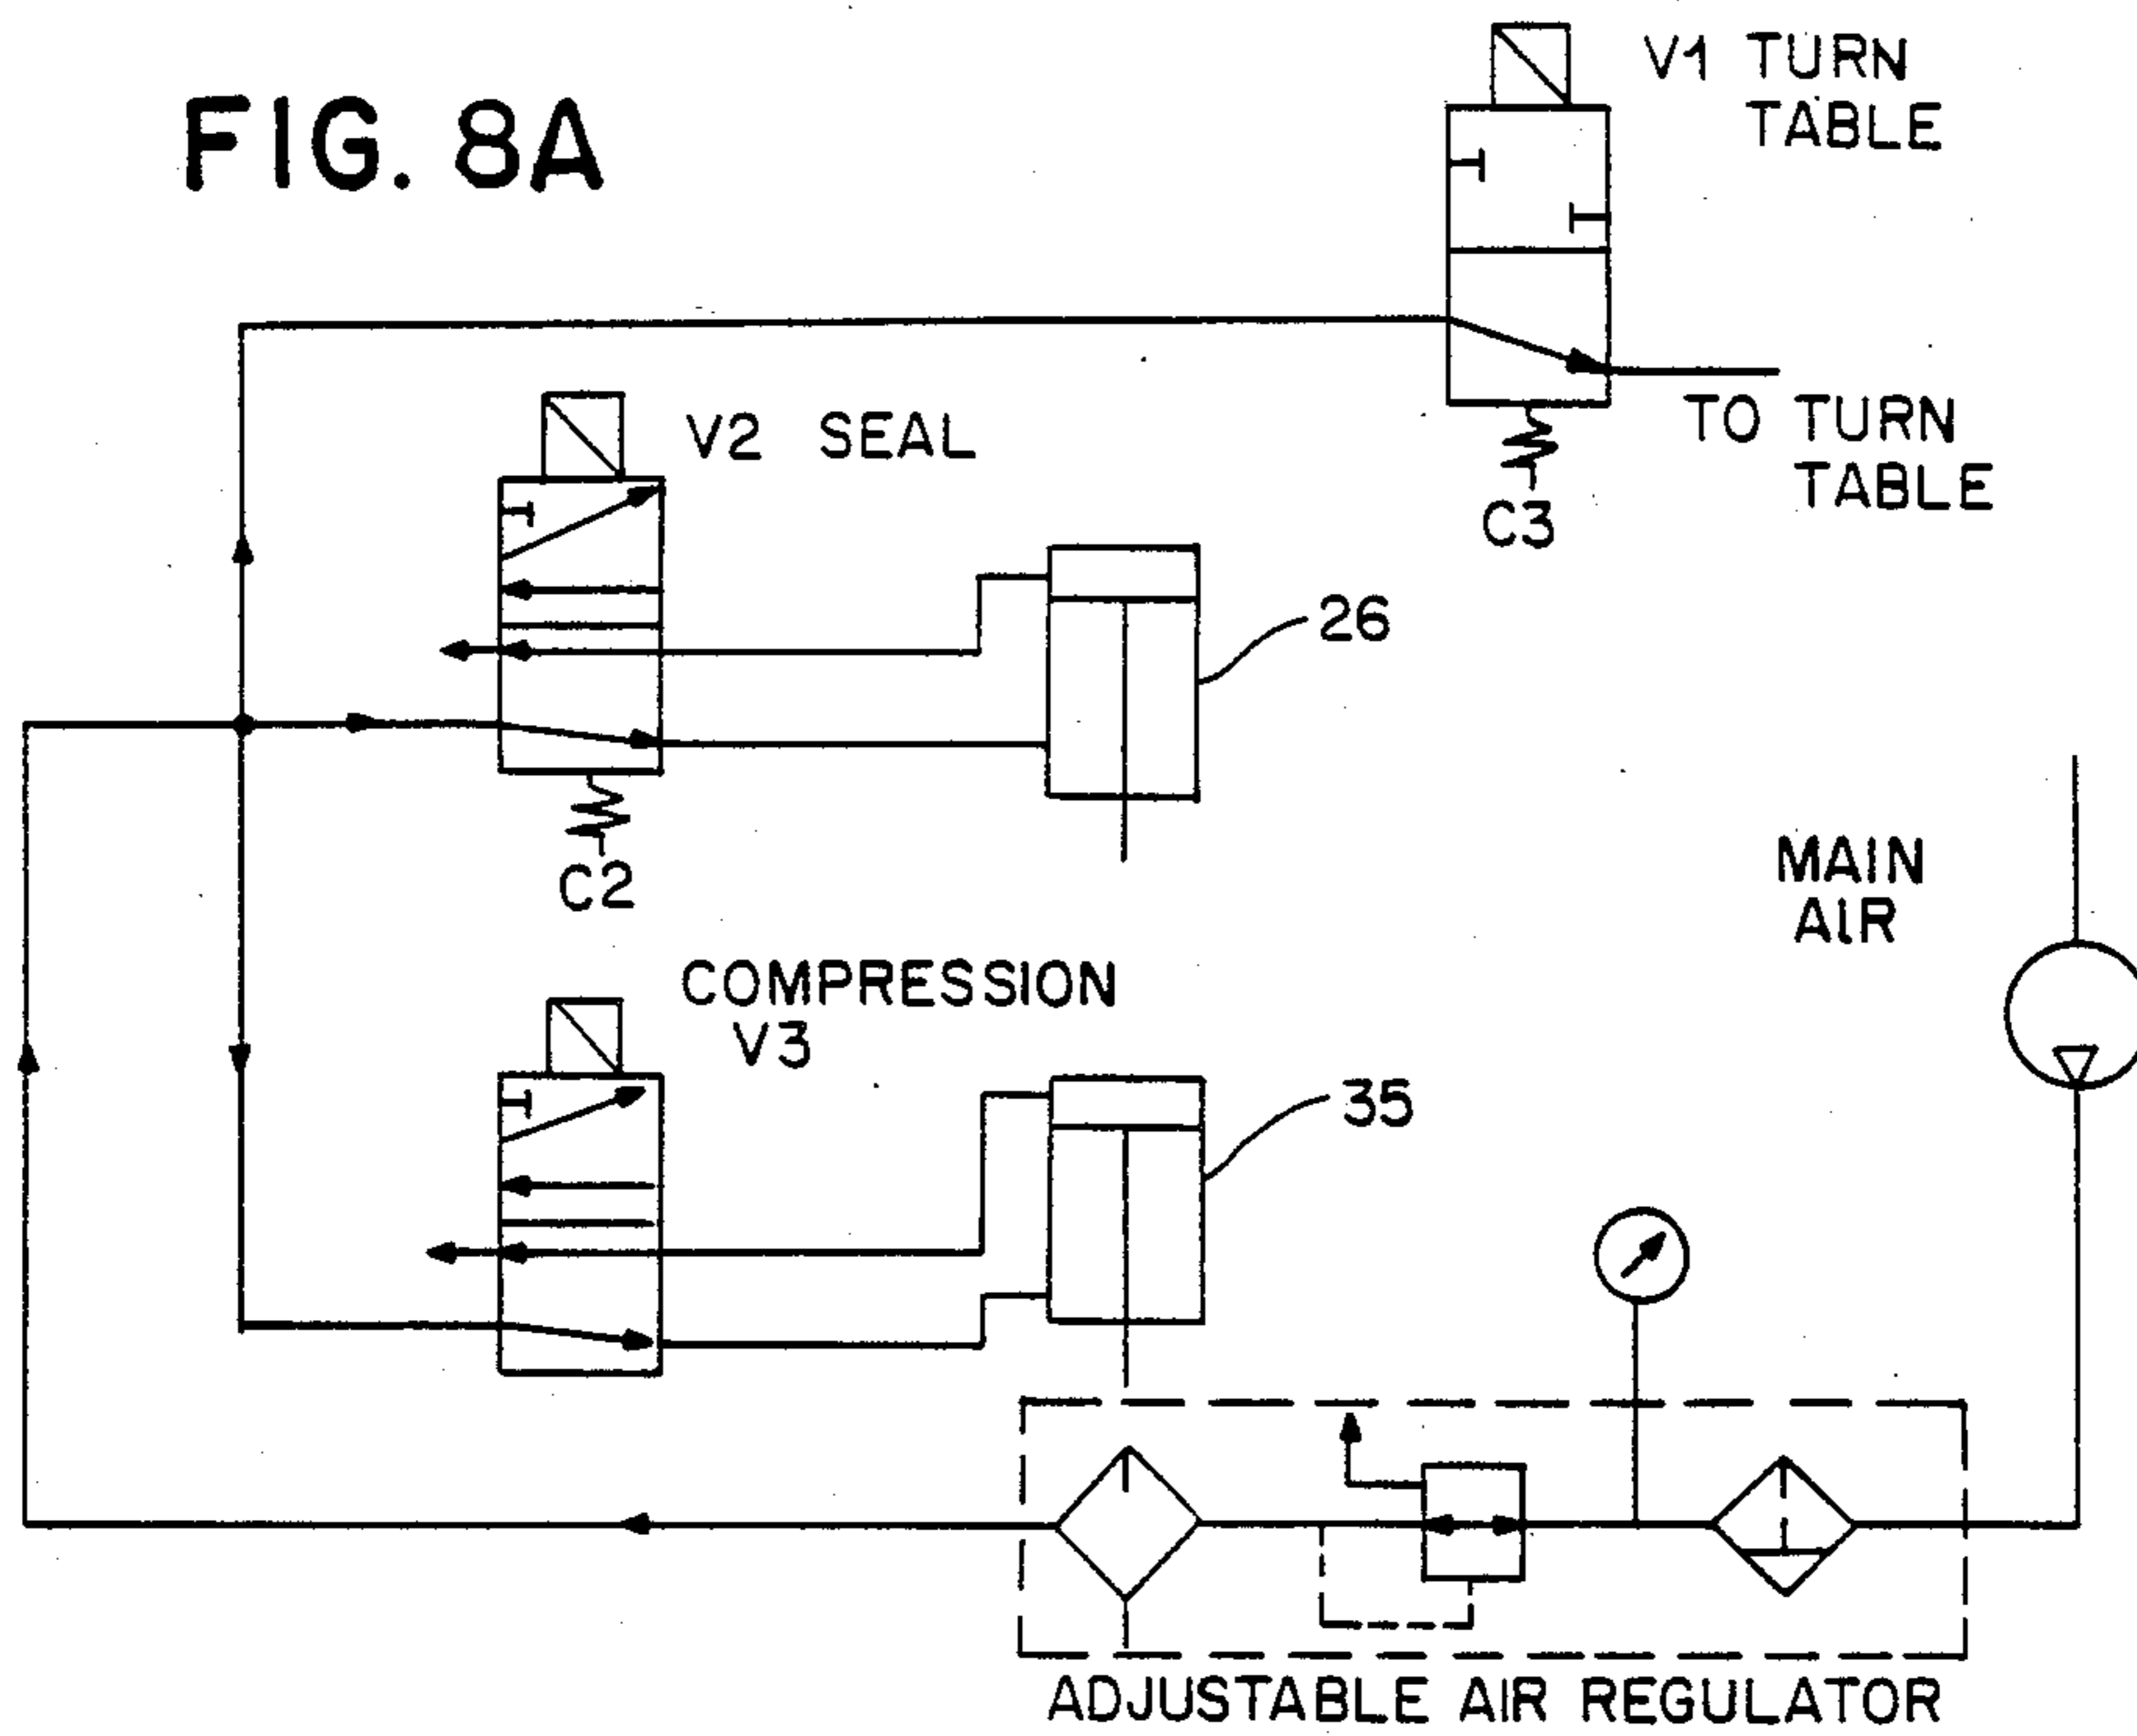 FIG. 8A
V1 TURN
TABLE
TO TURN
TABLE
C3
V2 SEAL
26
C2
MAIN
AIR
COMPRESSION
V3
35
ADJUSTABLE AIR REGULATOR